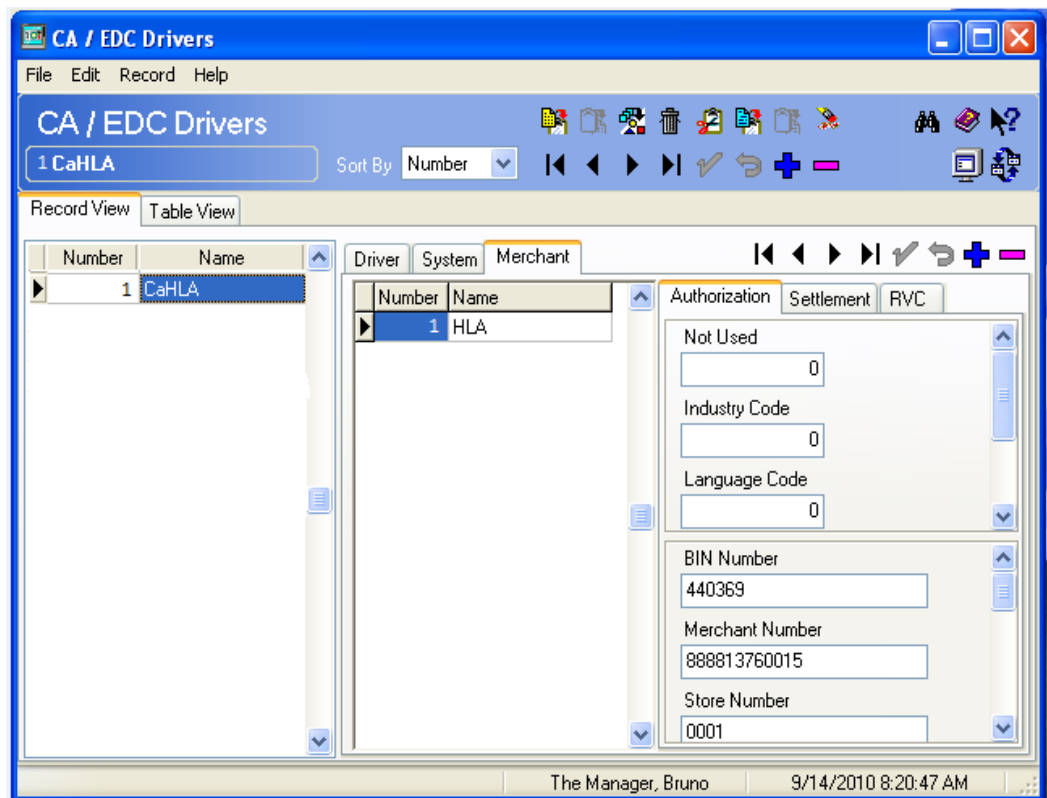 CA / EDC Drivers
File Edit Record Help
CA / EDC Drivers
1 CaHLA
Sort By Number
Record View Table View
Number Name
1 CaHLA
Driver System Merchant
Number Name
1 HLA
Authorization Settlement RVC
Not Used
0
Industry Code
0
Language Code
0
BIN Number
440369
Merchant Number
888813760015
Store Number
0001
The Manager, Bruno 9/14/2010 8:20:47 AM